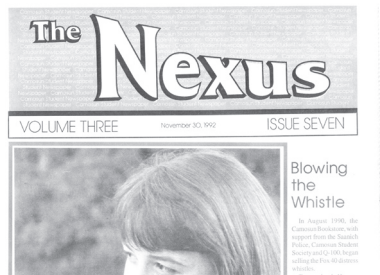 The
Nexus
VOLUME THREE November 30, 1992 ISSUE SEVEN
Blowing
the
Whistle
In August 1990, the
Camosun Bookstore, with
support from the Saanich
Police, Camosun Student
Society and Q-100, began
selling the Fox 40 distress
whistles.